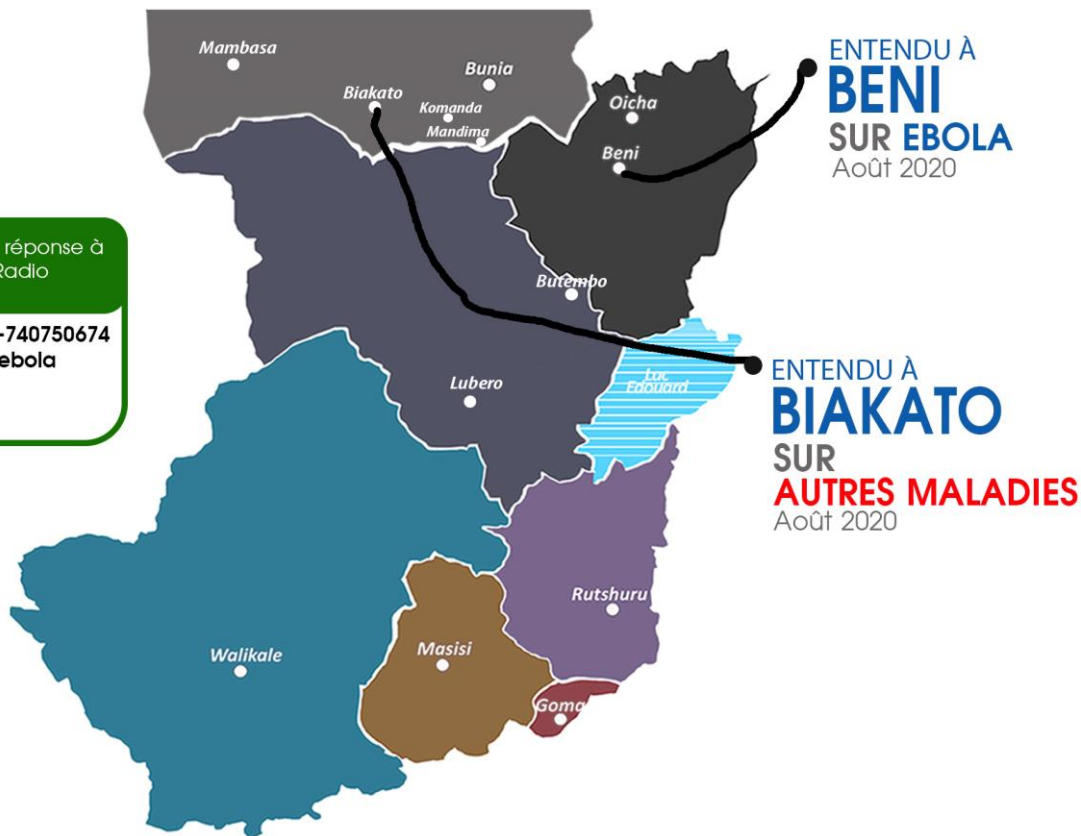 Mambasa
Bunia
Biakato
Komanda
Mandima
Oicha
Beni
ENTENDU À
BENI
SUR EBOLA
Août 2020
réponse à
Radio
-740750674
ebola
Butembo
Luc
Edouard
Lubero
ENTENDU À
BIAKATO
SUR
AUTRES MALADIES
Août 2020
Rutshuru
Walikale
Masisi
Goma